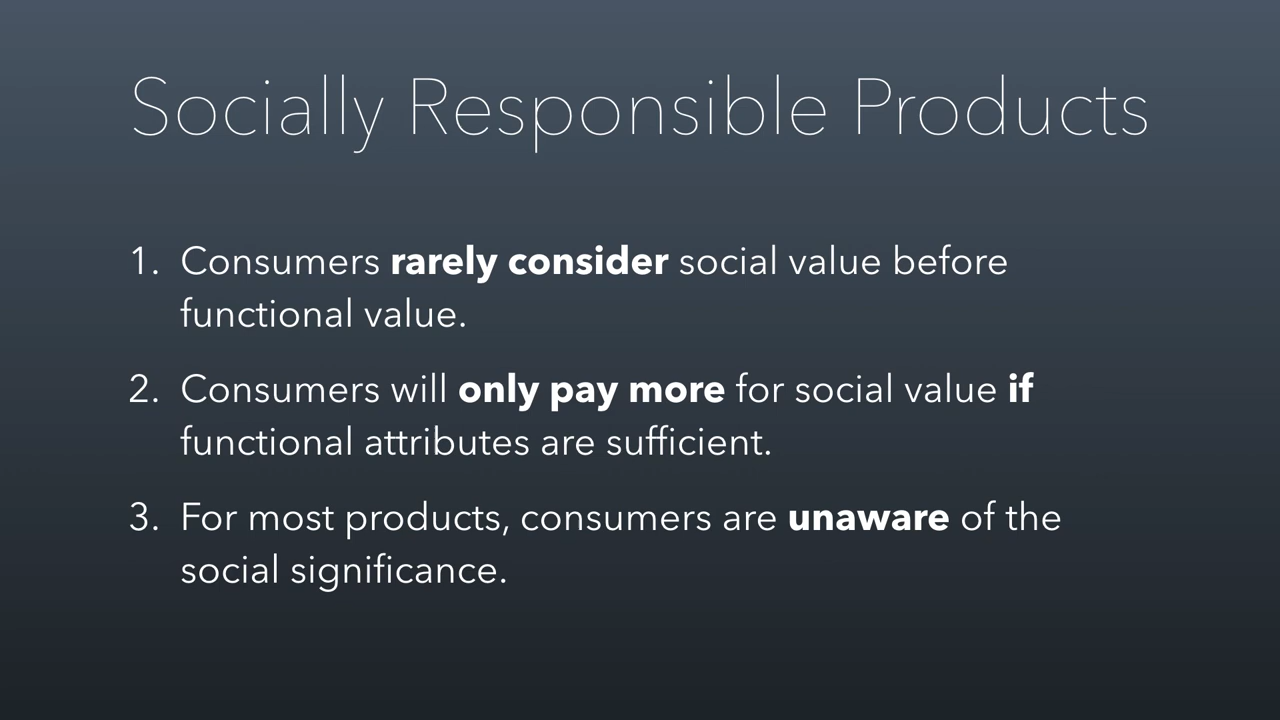 Socially Responsible Products
1. Consumers rarely consider social value before
functional value.
2. Consumers will only pay more for social value if
functional attributes are sufficient.
3. For most products, consumers are unaware of the
social significance.